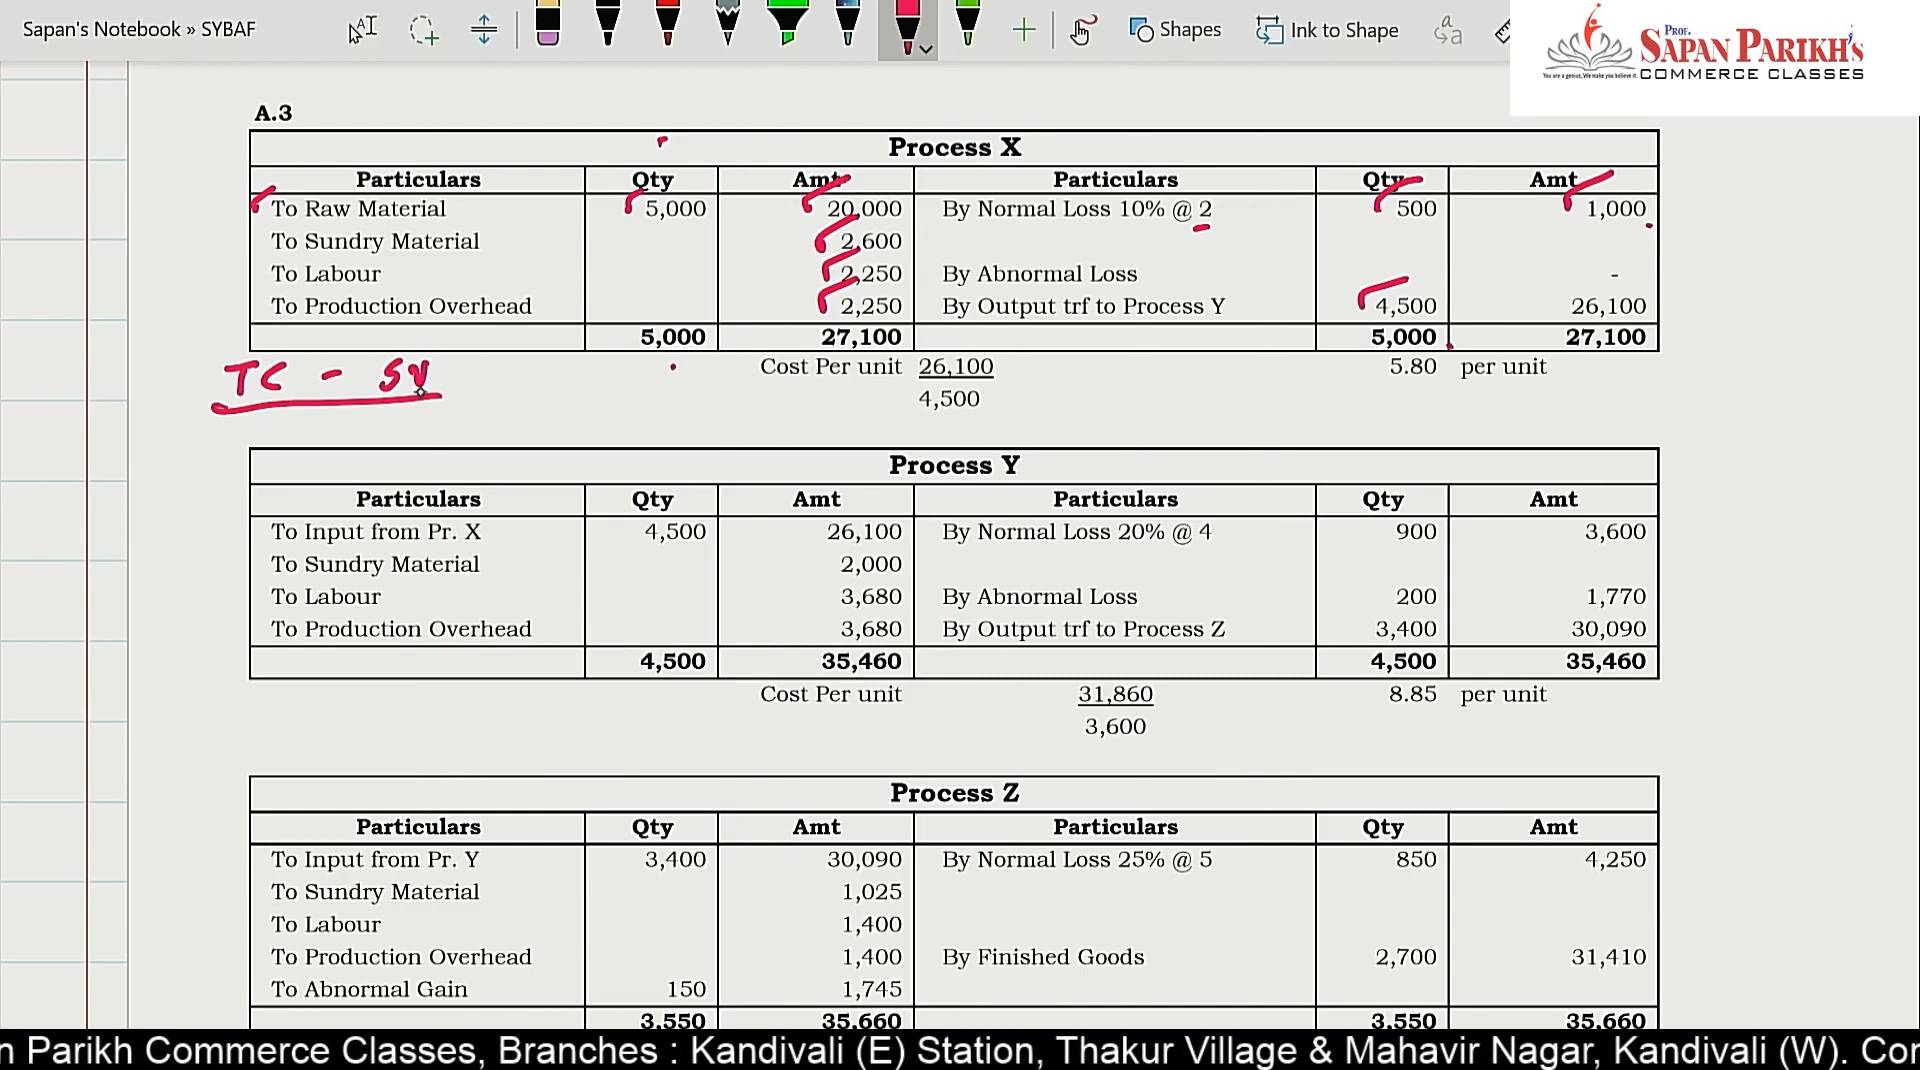 Sapan's Notebook » SYBAF
Shapes
Ink to Shape
PROF.
SAPAN PARIKH'S
You are a genius, We make you believe it.
COMMERCE CLASSES
A.3
Process X
Particulars Qty Amt Particulars Qty Amt
To Raw Material 5,000 20,000 By Normal Loss 10% @ 2 500 1,000
To Sundry Material 2,600
To Labour 2,250 By Abnormal Loss -
To Production Overhead 2,250 By Output trf to Process Y 4,500 26,100
5,000 27,100 5,000 27,100
TC - SV
Cost Per unit 26,100 5.80 per unit
4,500
Process Y
Particulars Qty Amt Particulars Qty Amt
To Input from Pr. X 4,500 26,100 By Normal Loss 20% @ 4 900 3,600
To Sundry Material 2,000
To Labour 3,680 By Abnormal Loss 200 1,770
To Production Overhead 3,680 By Output trf to Process Z 3,400 30,090
4,500 35,460 4,500 35,460
Cost Per unit 31,860 8.85 per unit
3,600
Process Z
Particulars Qty Amt Particulars Qty Amt
To Input from Pr. Y 3,400 30,090 By Normal Loss 25% @ 5 850 4,250
To Sundry Material 1,025
To Labour 1,400
To Production Overhead 1,400 By Finished Goods 2,700 31,410
To Abnormal Gain 150 1,745
3,550 35,660 3,550 35,660
n Parikh Commerce Classes, Branches : Kandivali (E) Station, Thakur Village & Mahavir Nagar, Kandivali (W). Cor